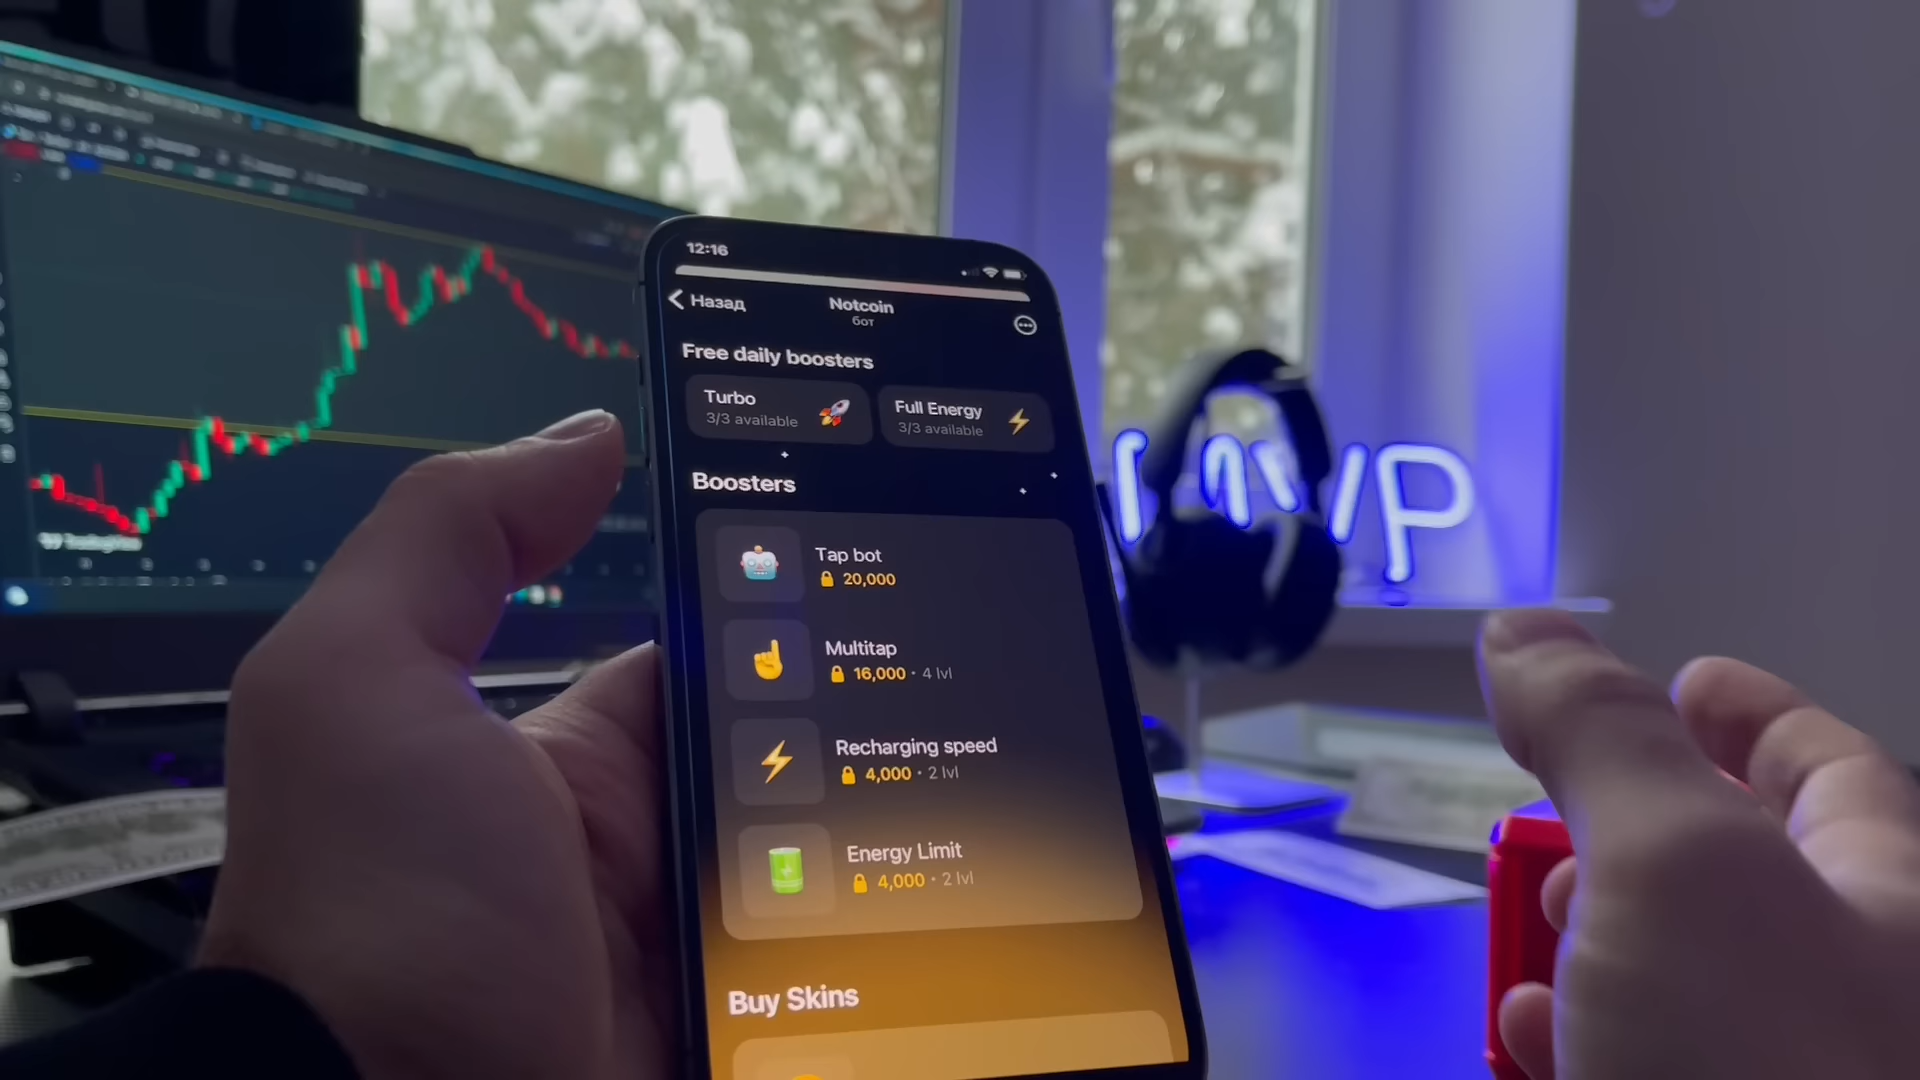 12:16
Назад
Notcoin
бот
Free daily boosters
Turbo
3/3 available
Full Energy
3/3 available
Boosters
Tap bot
20,000
Multitap
16,000 • 4 lvl
Recharging speed
4,000 • 2 lvl
Energy Limit
4,000 • 2 lvl
Buy Skins
TradingView